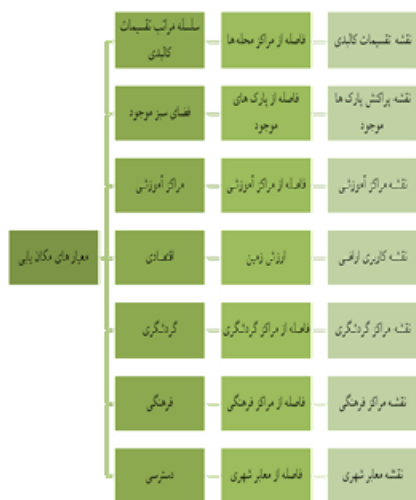 معیارهای مکان یابی
سلسله مراتب تقسیمات
کالبدی
فاصله از مراکز محله ها
نقشه تقسیمات کالبدی
فضای سبز موجود
فاصله از پارک های
موجود
نقشه پراکنش پارک ها
موجود
مراکز آموزشی
فاصله از مراکز آموزشی
نقشه مراکز آموزشی
اقتصادی
ارزش زمین
نقشه کاربری اراضی
گردشگری
فاصله از مراکز گردشگری
نقشه مراکز گردشگری
فرهنگی
فاصله از مراکز فرهنگی
نقشه مراکز فرهنگی
دسترسی
فاصله از معابر شهری
نقشه معابر شهری